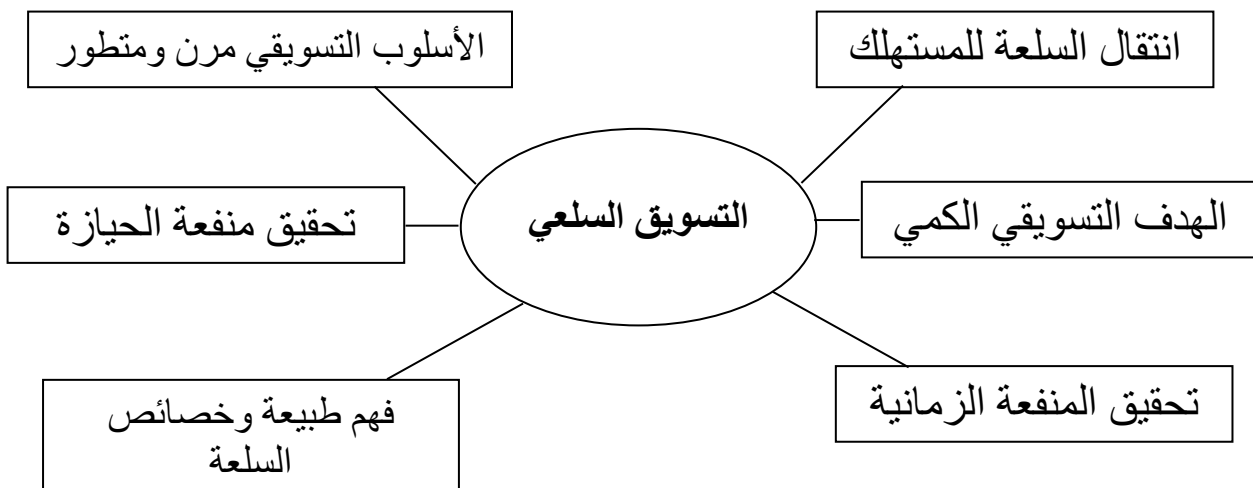 انتقال السلعة للمستهلك
الأسلوب التسويقي مرن ومتطور
التسويق السلعي
الهدف التسويقي الكمي
تحقيق منفعة الحيازة
تحقيق المنفعة الزمانية
فهم طبيعة وخصائص
السلعة